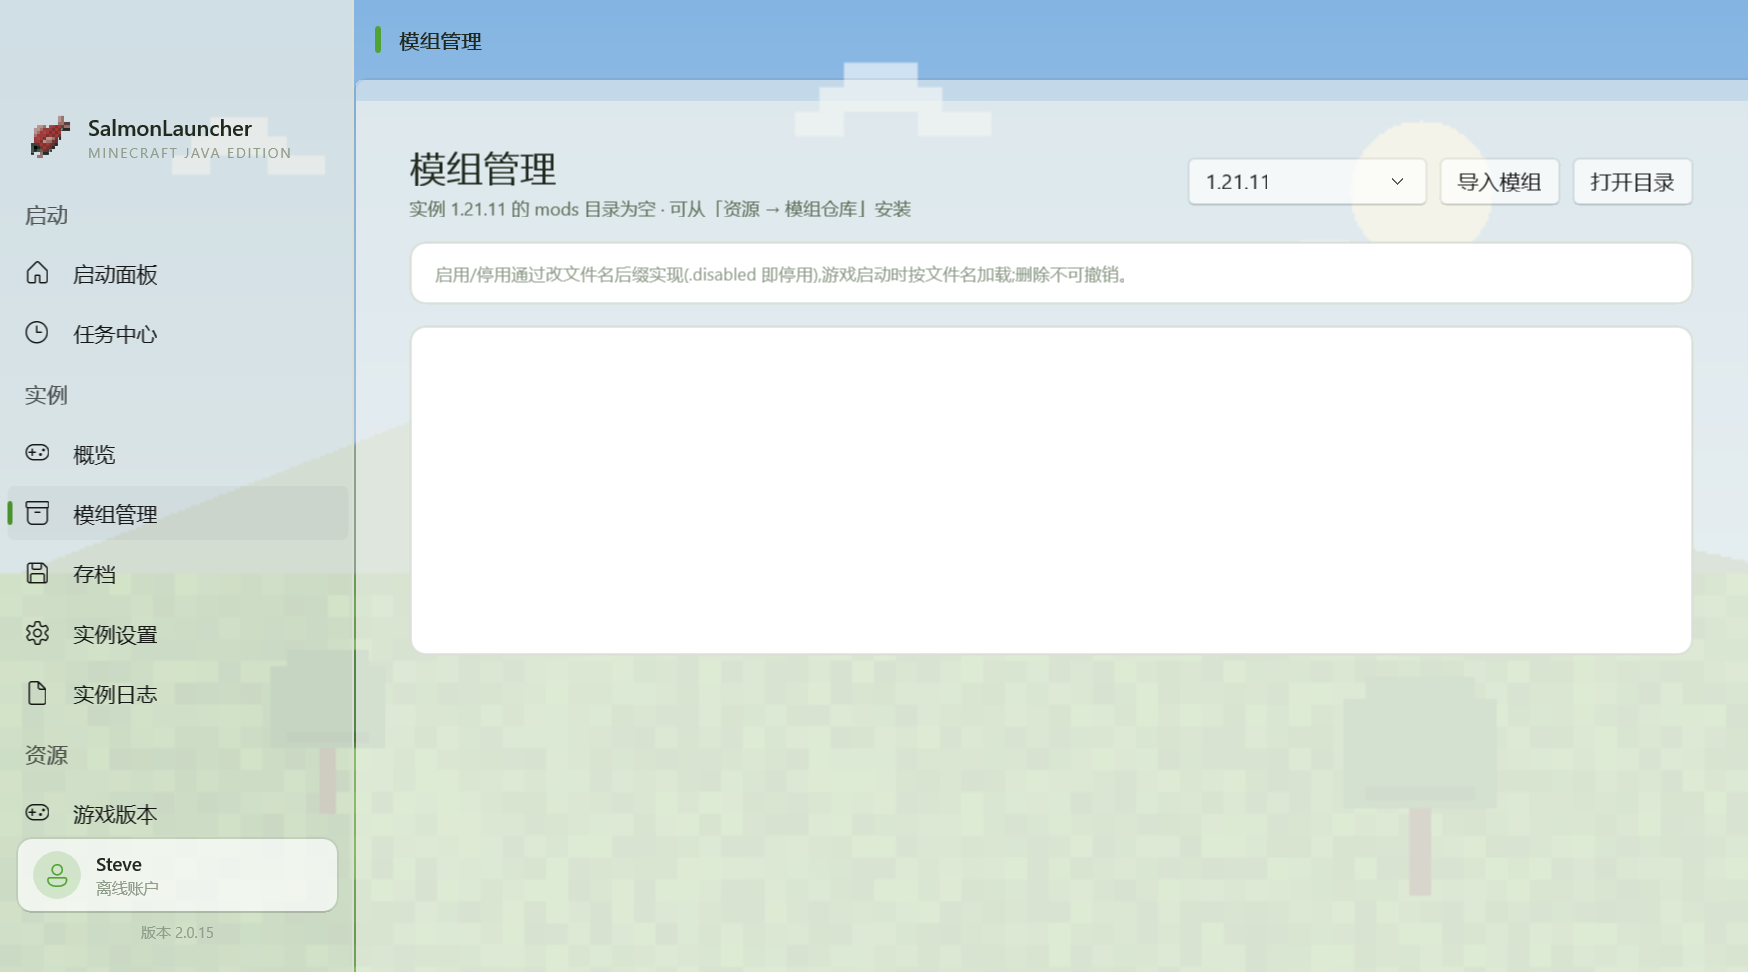 模组管理
SalmonLauncher
MINECRAFT JAVA EDITION
启动
启动面板
任务中心
实例
概览
模组管理
存档
实例设置
实例日志
资源
游戏版本
Steve
离线账户
版本 2.0.15
模组管理
实例 1.21.11 的 mods 目录为空 · 可从「资源 → 模组仓库」安装
1.21.11
导入模组
打开目录
启用/停用通过改文件名后缀实现(.disabled 即停用),游戏启动时按文件名加载;删除不可撤销。